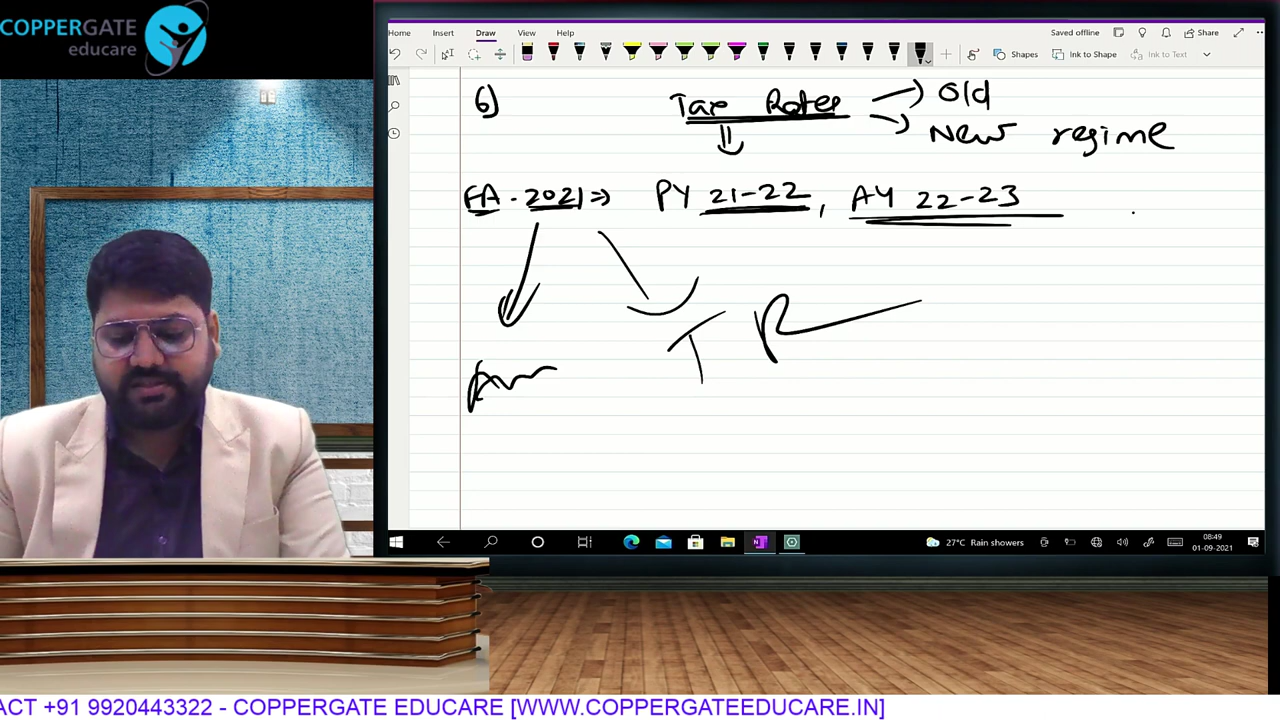 COPPERGATE
educare
Home Insert Draw View Help
Saved offline
Share
Shapes
Ink to Shape
Ink to Text
6) Tax Rates → Old
→ New regime
⇓
FA - 2021 ⇒ PY 21-22, AY 22-23
T R
27°C Rain showers
08:49
01-09-2021
ACT +91 9920443322 - COPPERGATE EDUCARE [WWW.COPPERGATEEDUCARE.IN]